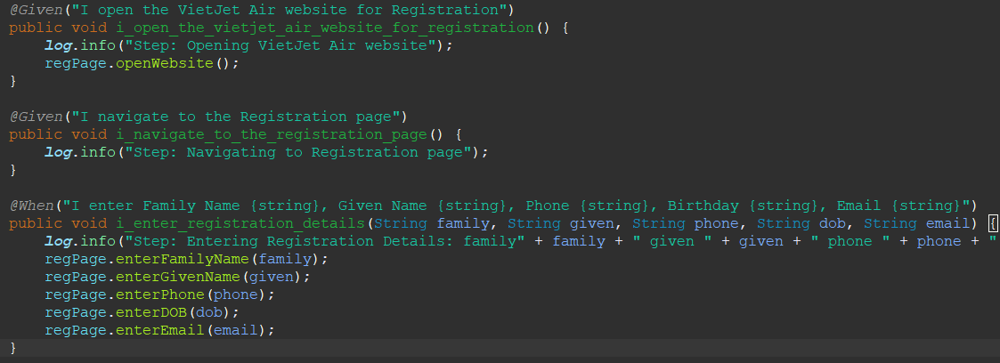 @Given("I open the VietJet Air website for Registration")
public void i_open_the_vietjet_air_website_for_registration() {
    log.info("Step: Opening VietJet Air website");
    regPage.openWebsite();
}

@Given("I navigate to the Registration page")
public void i_navigate_to_the_registration_page() {
    log.info("Step: Navigating to Registration page");
}

@When("I enter Family Name {string}, Given Name {string}, Phone {string}, Birthday {string}, Email {string}")
public void i_enter_registration_details(String family, String given, String phone, String dob, String email) {
    log.info("Step: Entering Registration Details: family" + family + " given " + given + " phone " + phone + "
    regPage.enterFamilyName(family);
    regPage.enterGivenName(given);
    regPage.enterPhone(phone);
    regPage.enterDOB(dob);
    regPage.enterEmail(email);
}